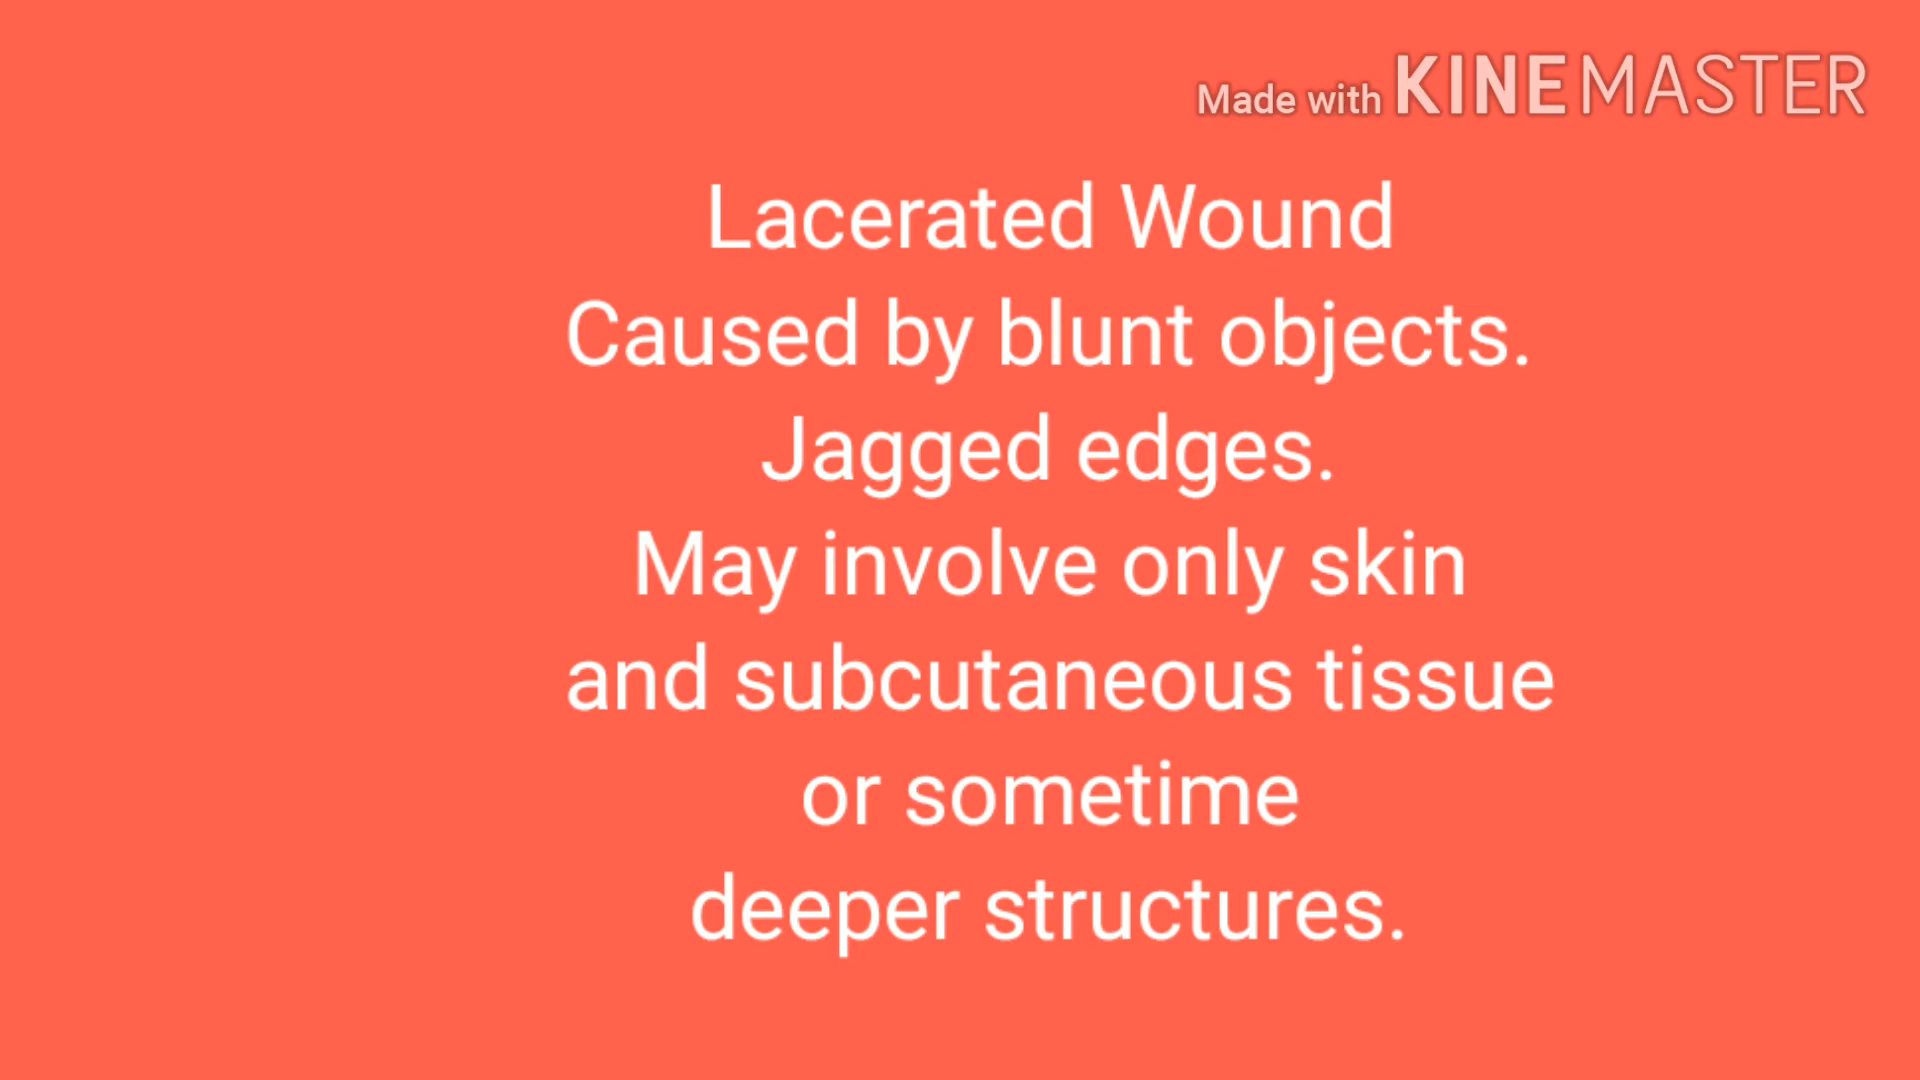 Made with KINEMASTER
Lacerated Wound
Caused by blunt objects.
Jagged edges.
May involve only skin
and subcutaneous tissue
or sometime
deeper structures.